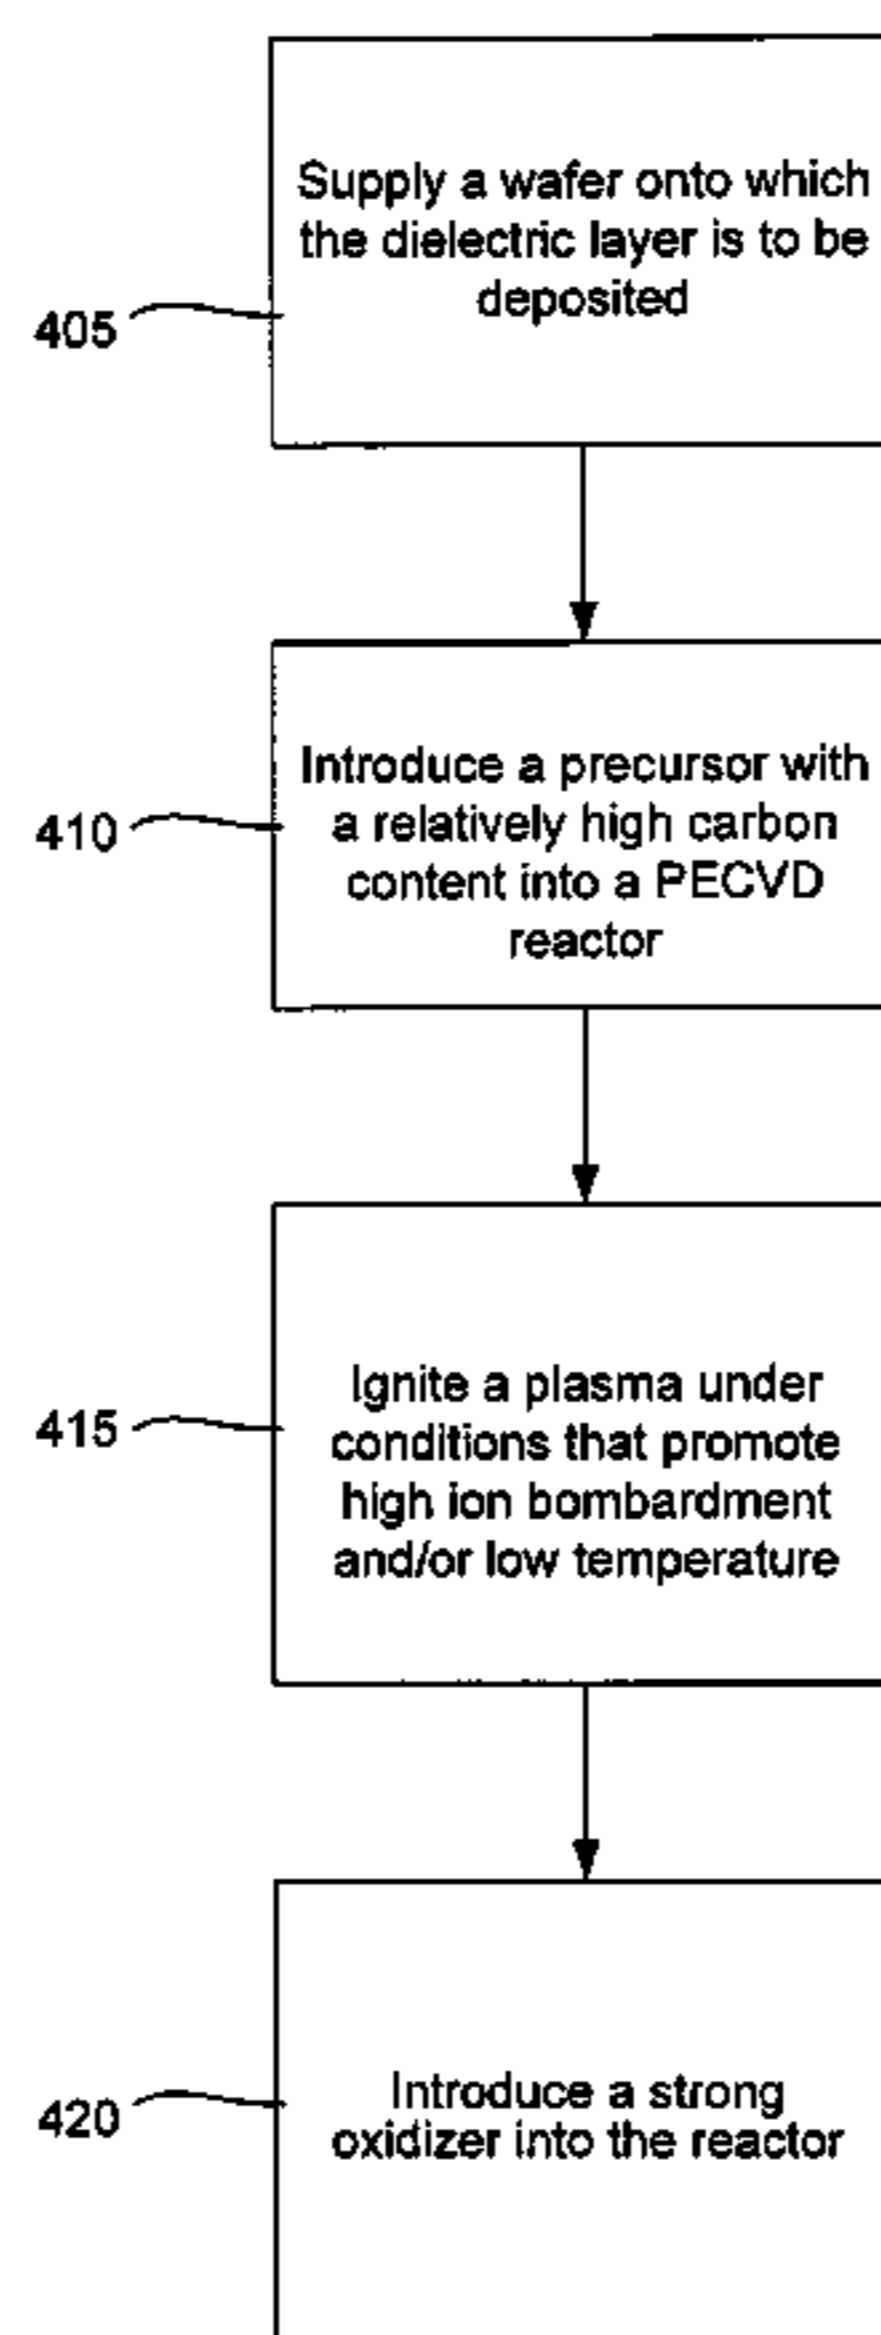 Supply a wafer onto which
the dielectric layer is to be
deposited
405
Introduce a precursor with
a relatively high carbon
content into a PECVD
reactor
410
Ignite a plasma under
conditions that promote
high ion bombardment
and/or low temperature
415
Introduce a strong
oxidizer into the reactor
420